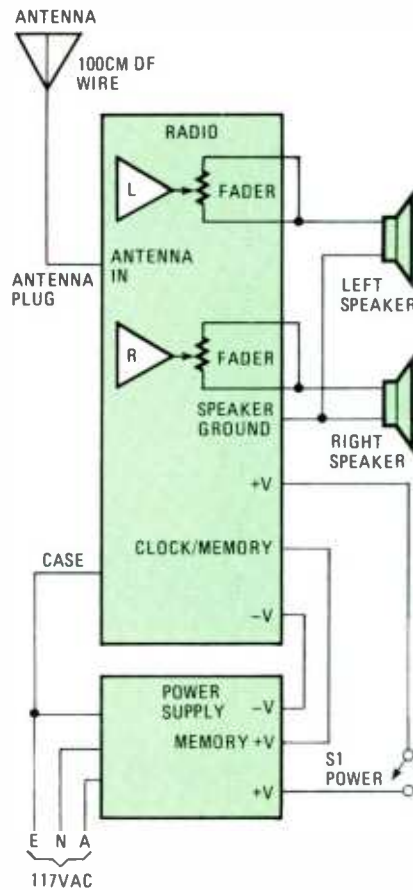 ANTENNA
100CM DF
WIRE
RADIO
L
FADER
ANTENNA
IN
ANTENNA
PLUG
LEFT
SPEAKER
R
FADER
SPEAKER
GROUND
RIGHT
SPEAKER
+V
CASE
CLOCK/MEMORY
−V
POWER
SUPPLY
−V
MEMORY +V
S1
POWER
+V
E N A
117VAC